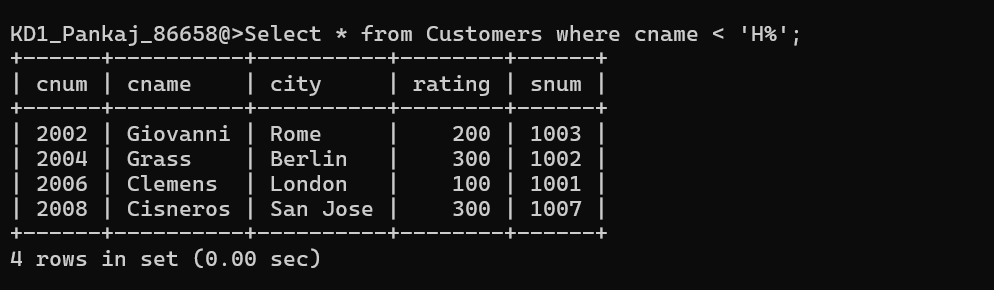 KD1_Pankaj_86658@>Select * from Customers where cname < 'H%';
+------+----------+----------+--------+------+
| cnum | cname    | city     | rating | snum |
+------+----------+----------+--------+------+
| 2002 | Giovanni | Rome     |    200 | 1003 |
| 2004 | Grass    | Berlin   |    300 | 1002 |
| 2006 | Clemens  | London   |    100 | 1001 |
| 2008 | Cisneros | San Jose |    300 | 1007 |
+------+----------+----------+--------+------+
4 rows in set (0.00 sec)